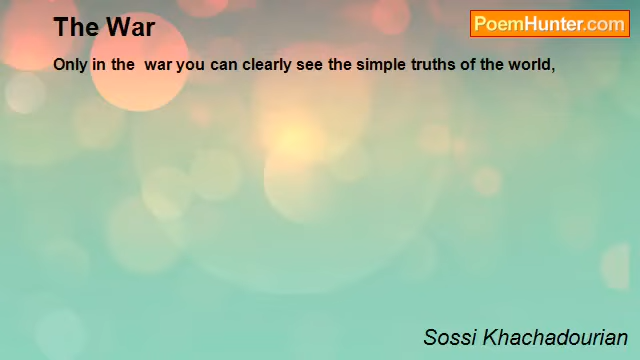 The War
PoemHunter.com
Only in the  war you can clearly see the simple truths of the world,
Sossi Khachadourian